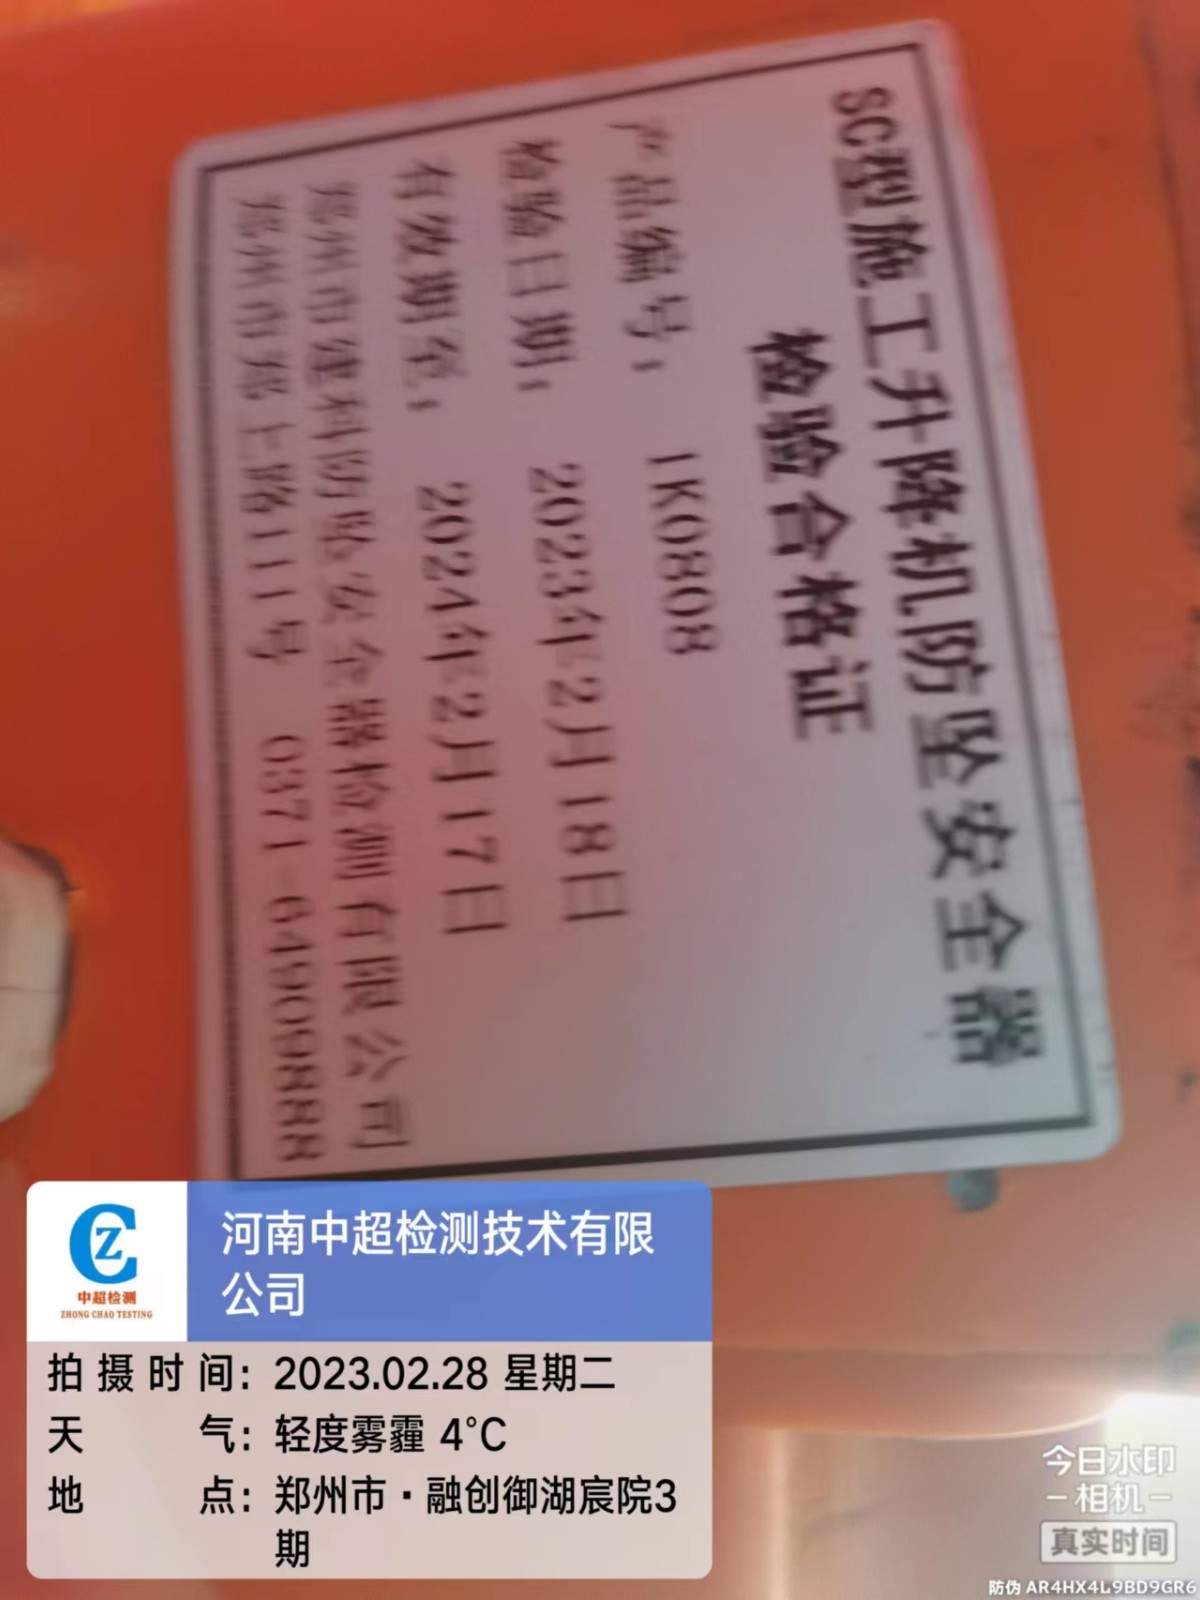 SC型施工升降机防坠安全器
检验合格证
产品编号: 1K0808
检验日期: 2023年2月18日
有效期至: 2024年2月17日
郑州市建科防坠安全器检测有限公司
郑州市郑上路111号 0371-64909888
中超检测
ZHONG CHAO TESTING
河南中超检测技术有限
公司
拍摄时间: 2023.02.28 星期二
天气: 轻度雾霾 4°C
地点: 郑州市·融创御湖宸院3
期
今日水印
-相机-
真实时间
防伪 AR4HX4L9BD9GR6